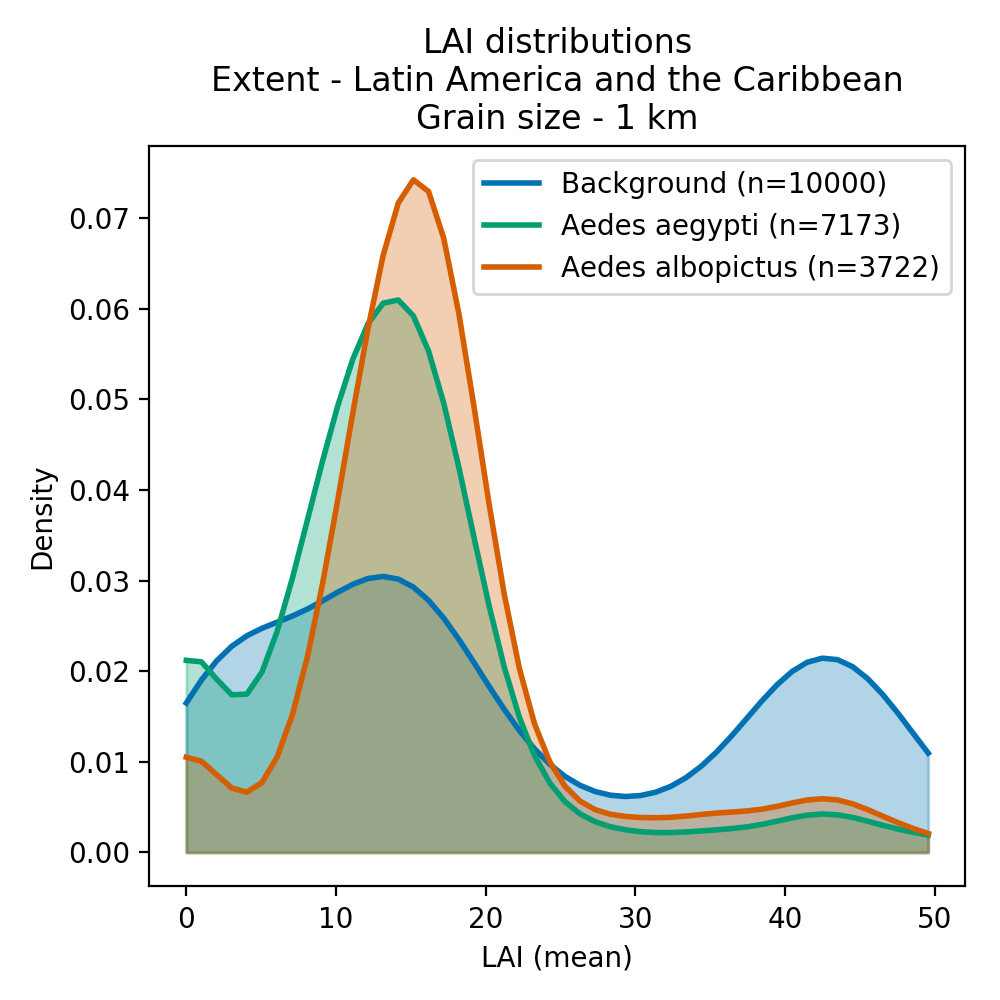 LAI distributions
Extent - Latin America and the Caribbean
Grain size - 1 km
Background (n=10000)
Aedes aegypti (n=7173)
Aedes albopictus (n=3722)
Density
0.07
0.06
0.05
0.04
0.03
0.02
0.01
0.00
0 10 20 30 40 50
LAI (mean)